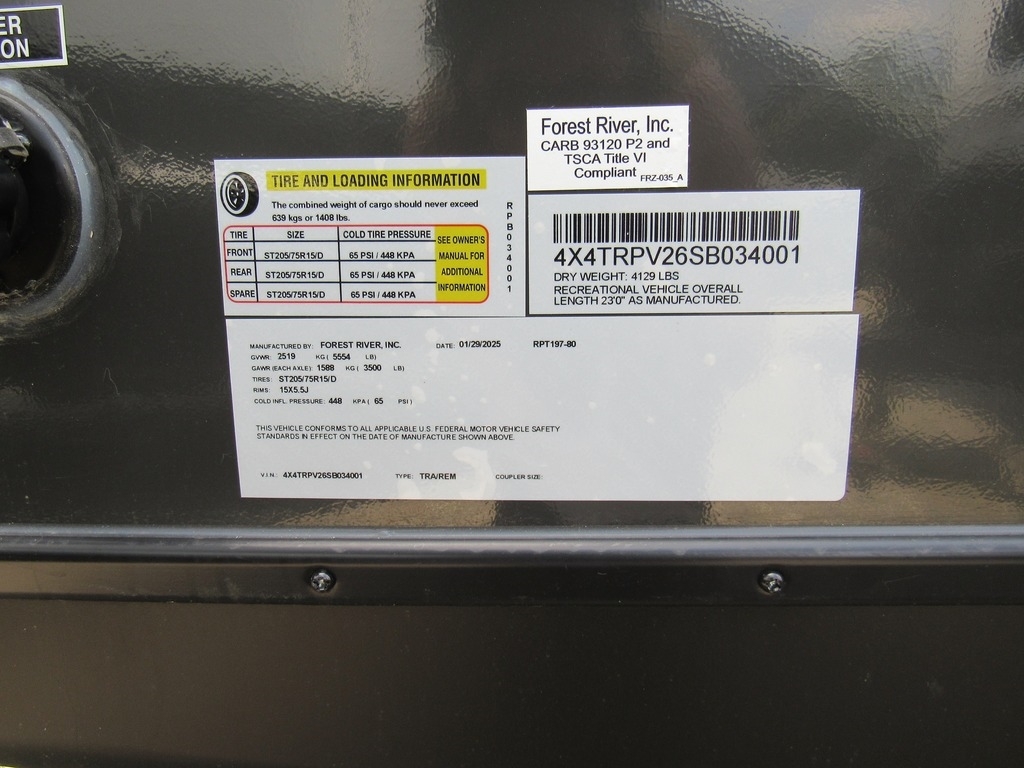 ER
ON
Forest River, Inc.
CARB 93120 P2 and
TSCA Title VI
Compliant FRZ-035_A
TIRE AND LOADING INFORMATION
The combined weight of cargo should never exceed
639 kgs or 1408 lbs.
TIRE SIZE COLD TIRE PRESSURE
FRONT ST205/75R15/D 65 PSI / 448 KPA
REAR ST205/75R15/D 65 PSI / 448 KPA
SPARE ST205/75R15/D 65 PSI / 448 KPA
SEE OWNER'S
MANUAL FOR
ADDITIONAL
INFORMATION
RPB034001
4X4TRPV26SB034001
DRY WEIGHT: 4129 LBS
RECREATIONAL VEHICLE OVERALL
LENGTH 23'0" AS MANUFACTURED.
MANUFACTURED BY: FOREST RIVER, INC. DATE: 01/29/2025 RPT197-80
GVWR: 2519 KG ( 5554 LB)
GAWR (EACH AXLE): 1588 KG ( 3500 LB)
TIRES: ST205/75R15/D
RIMS: 15X5.5J
COLD INFL. PRESSURE: 448 KPA ( 65 PSI )
THIS VEHICLE CONFORMS TO ALL APPLICABLE U.S. FEDERAL MOTOR VEHICLE SAFETY
STANDARDS IN EFFECT ON THE DATE OF MANUFACTURE SHOWN ABOVE.
V.I.N.: 4X4TRPV26SB034001 TYPE: TRA/REM COUPLER SIZE: